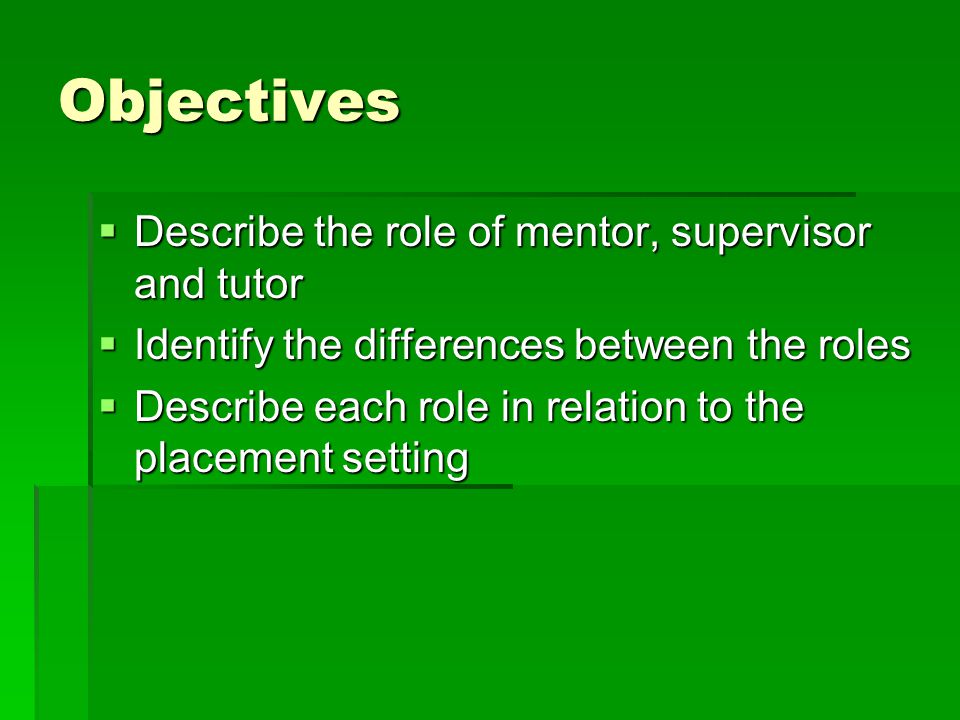 Objectives
▪ Describe the role of mentor, supervisor
and tutor
▪ Identify the differences between the roles
▪ Describe each role in relation to the
placement setting